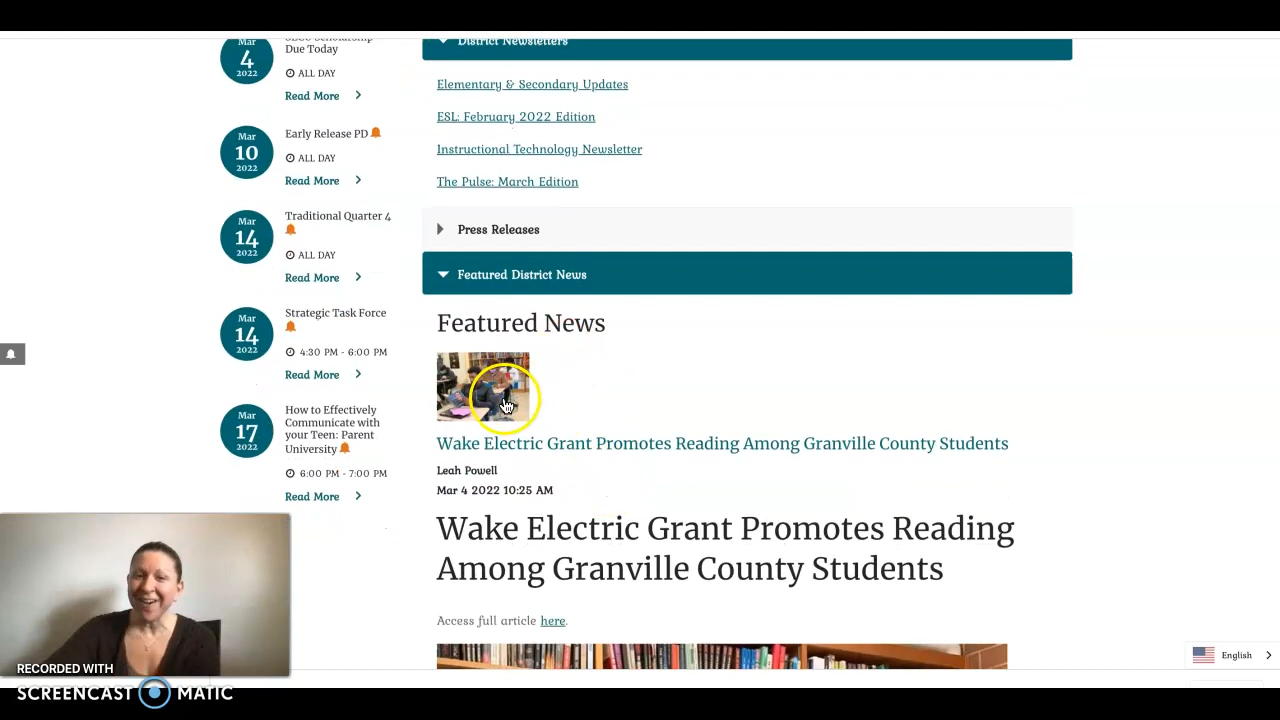 Mar
4
2022
Due Today
ALL DAY
Read More
Mar
10
2022
Early Release PD
ALL DAY
Read More
Mar
14
2022
Traditional Quarter 4
ALL DAY
Read More
Mar
14
2022
Strategic Task Force
4:30 PM - 6:00 PM
Read More
Mar
17
2022
How to Effectively
Communicate with
your Teen: Parent
University
6:00 PM - 7:00 PM
Read More
District Newsletters
Elementary & Secondary Updates
ESL: February 2022 Edition
Instructional Technology Newsletter
The Pulse: March Edition
Press Releases
Featured District News
Featured News
Wake Electric Grant Promotes Reading Among Granville County Students
Leah Powell
Mar 4 2022 10:25 AM
Wake Electric Grant Promotes Reading
Among Granville County Students
Access full article here.
English
RECORDED WITH
SCREENCAST MATIC